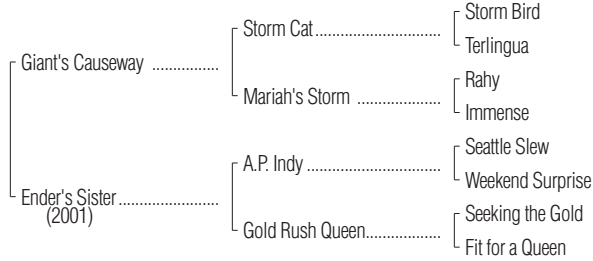 Storm Bird
Storm Cat....................
Terlingua
Giant's Causeway ................
Rahy
Mariah's Storm ....................
Immense
Seattle Slew
A.P. Indy ................................
Weekend Surprise
Ender's Sister........................
(2001)
Seeking the Gold
Gold Rush Queen..................
Fit for a Queen